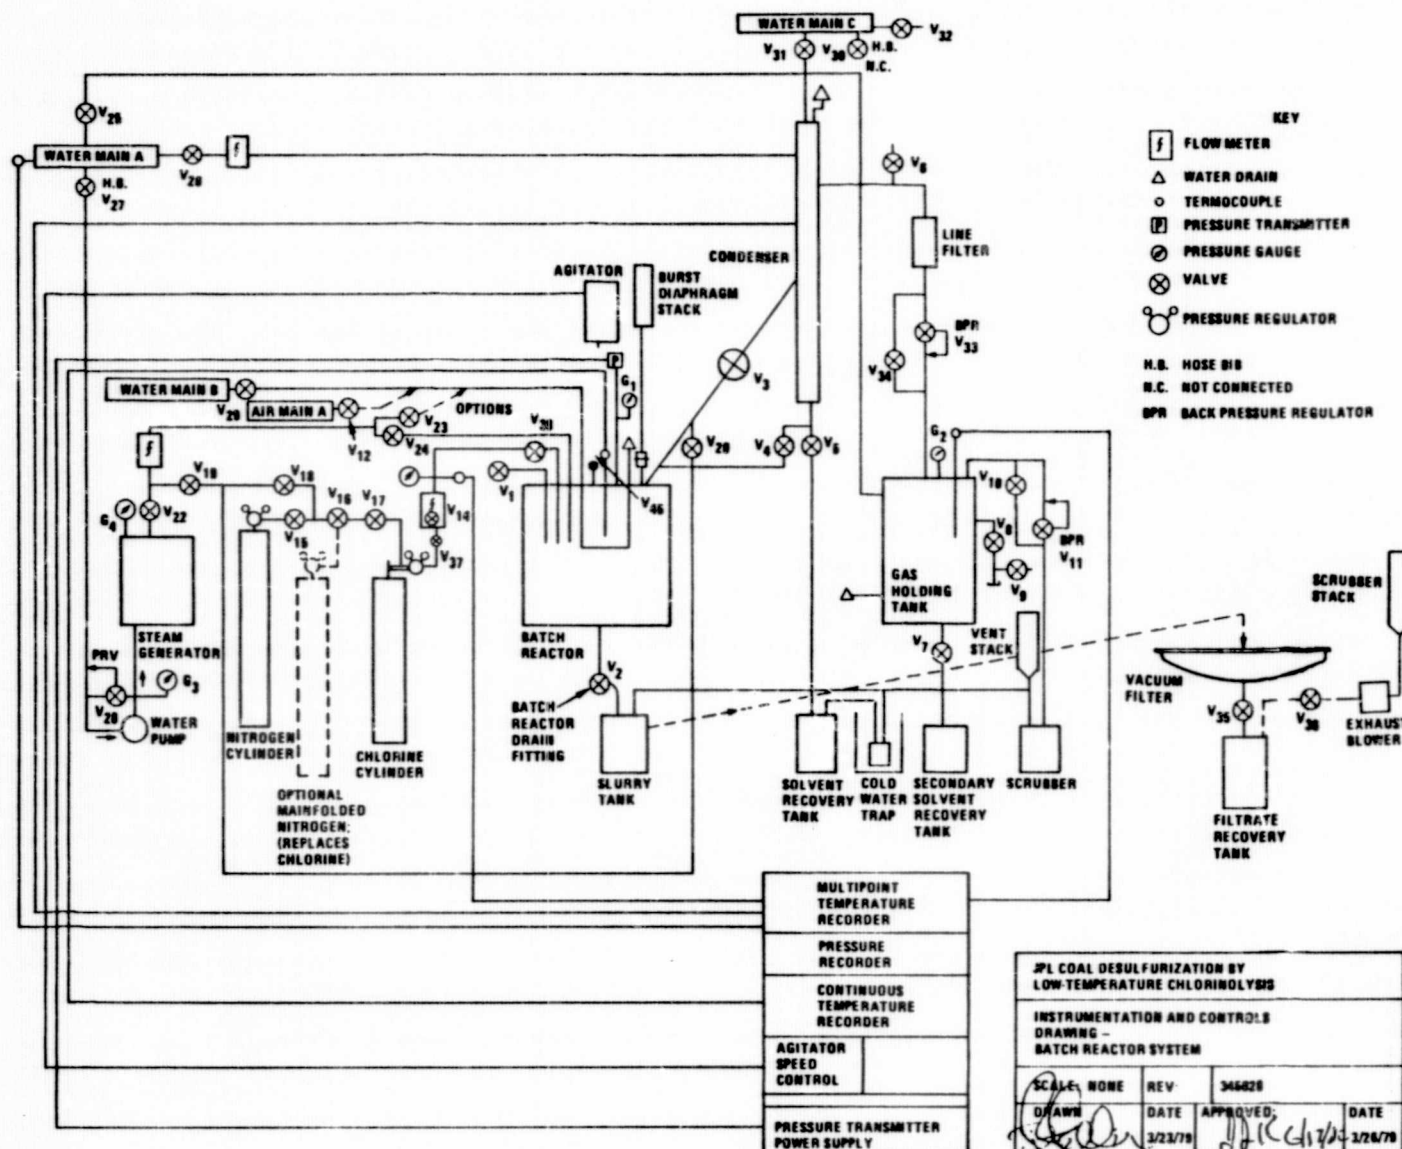 WATER MAIN C
V32
V31
V30
H.B.
N.C.
V25
WATER MAIN A
V26
H.B.
V27
V6
LINE
FILTER
CONDENSER
AGITATOR
BURST
DIAPHRAGM
STACK
BPR
V33
V34
V3
P
G1
WATER MAIN B
V29
AIR MAIN A
V12
V23
V24
OPTIONS
V20
V4
V5
G2
V19
V18
V16
V17
V1
V14
V46
V10
V8
BPR
V11
G4
V22
V15
V37
V9
GAS
HOLDING
TANK
VENT
STACK
V7
STEAM
GENERATOR
PRV
G3
V28
WATER
PUMP
NITROGEN
CYLINDER
CHLORINE
CYLINDER
OPTIONAL
MAINFOLDED
NITROGEN;
(REPLACES
CHLORINE)
BATCH
REACTOR
V2
BATCH
REACTOR
DRAIN
FITTING
SLURRY
TANK
SOLVENT
RECOVERY
TANK
COLD
WATER
TRAP
SECONDARY
SOLVENT
RECOVERY
TANK
SCRUBBER
SCRUBBER
STACK
VACUUM
FILTER
V35
V36
EXHAUST
BLOWER
FILTRATE
RECOVERY
TANK
KEY
f FLOW METER
WATER DRAIN
TERMOCOUPLE
P PRESSURE TRANSMITTER
PRESSURE GAUGE
VALVE
PRESSURE REGULATOR
H.B. HOSE BIB
N.C. NOT CONNECTED
BPR BACK PRESSURE REGULATOR
MULTIPOINT
TEMPERATURE
RECORDER
PRESSURE
RECORDER
CONTINUOUS
TEMPERATURE
RECORDER
AGITATOR
SPEED
CONTROL
PRESSURE TRANSMITTER
POWER SUPPLY
JPL COAL DESULFURIZATION BY
LOW-TEMPERATURE CHLORINOLYSIS
INSTRUMENTATION AND CONTROLS
DRAWING –
BATCH REACTOR SYSTEM
SCALE: NONE REV
DRAWN DATE APPROVED: DATE
3/23/79 3/26/79